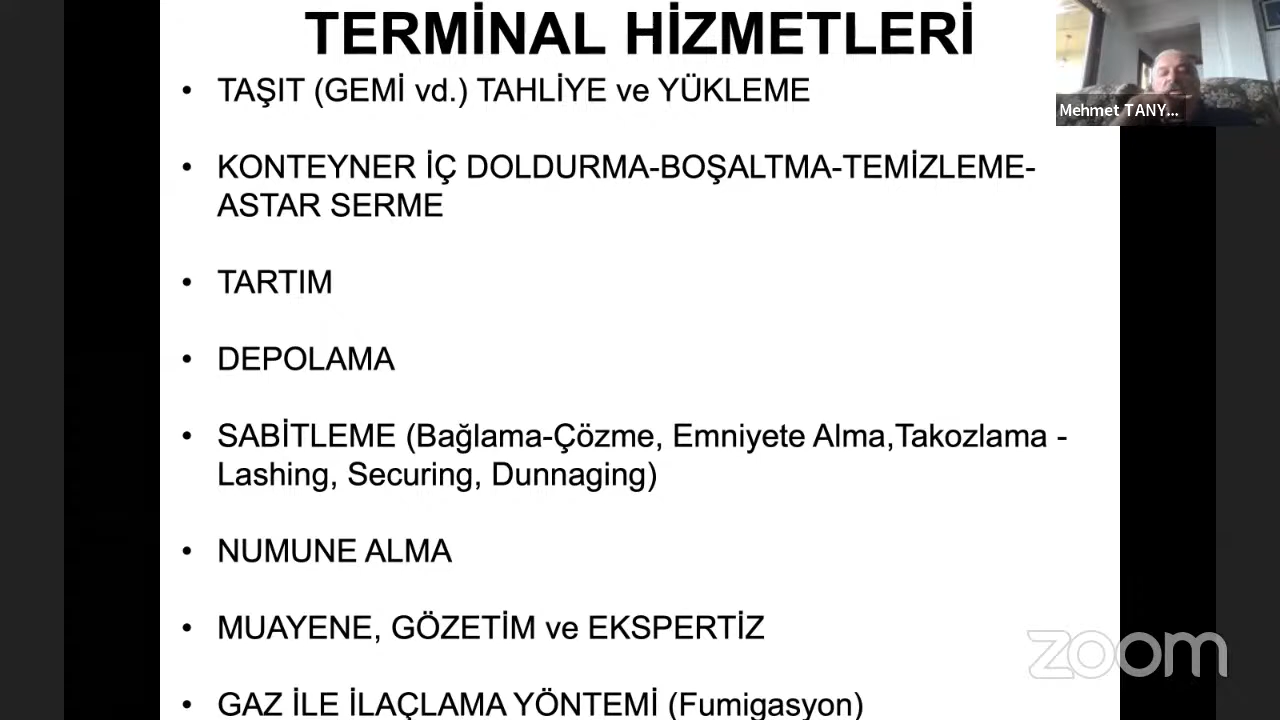 TERMİNAL HİZMETLERİ
• TAŞIT (GEMİ vd.) TAHLİYE ve YÜKLEME
• KONTEYNER İÇ DOLDURMA-BOŞALTMA-TEMİZLEME-
ASTAR SERME
• TARTIM
• DEPOLAMA
• SABİTLEME (Bağlama-Çözme, Emniyete Alma,Takozlama -
Lashing, Securing, Dunnaging)
• NUMUNE ALMA
• MUAYENE, GÖZETİM ve EKSPERTİZ
• GAZ İLE İLAÇLAMA YÖNTEMİ (Fumigasyon)
Mehmet TANY...
zoom